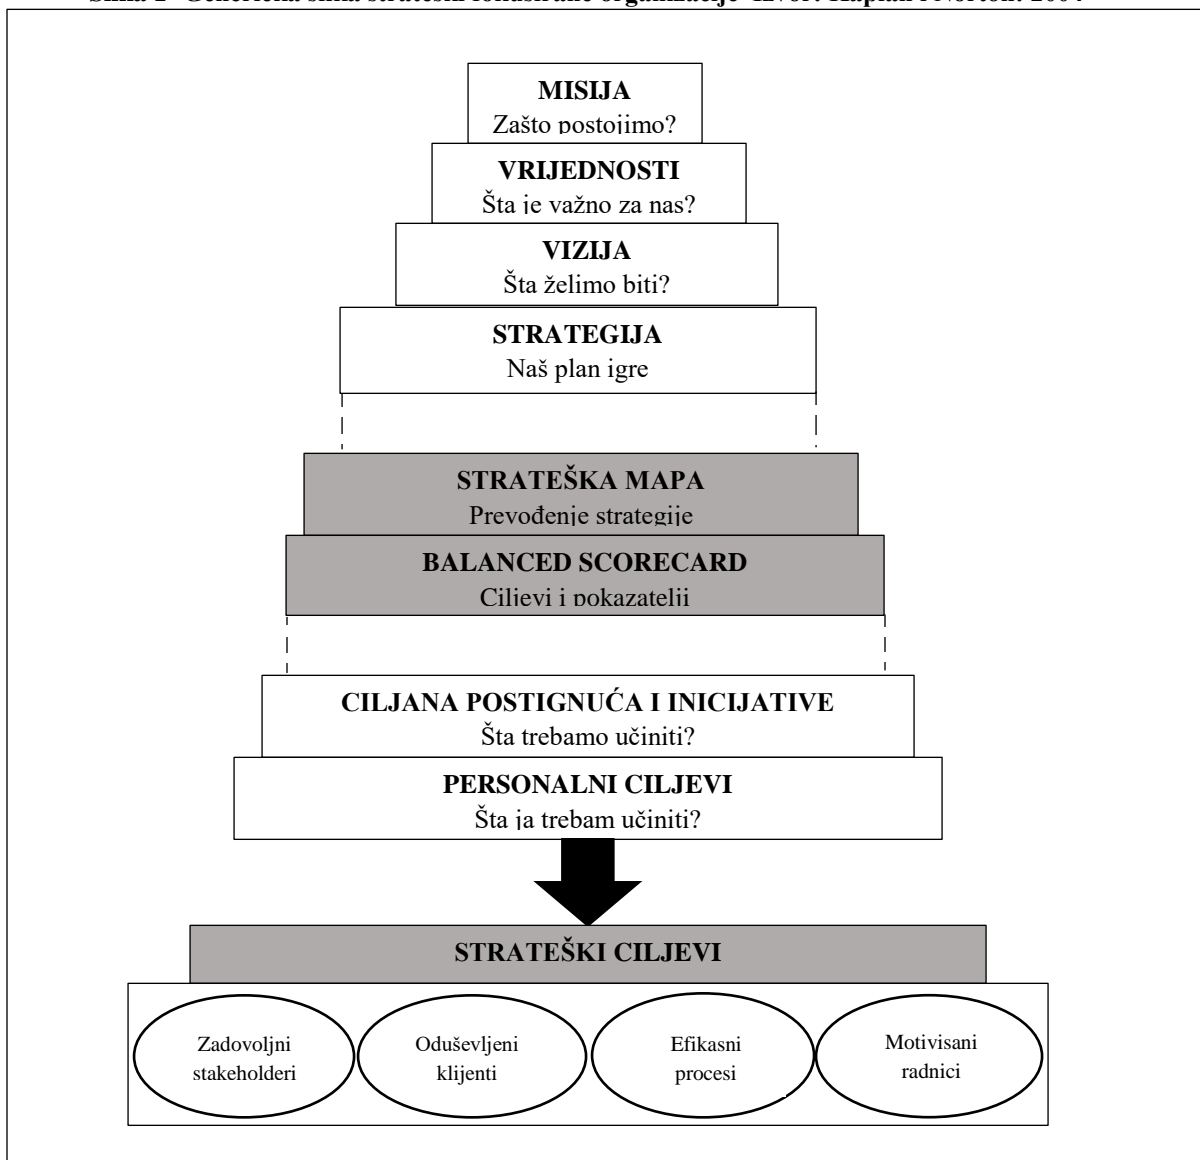 MISIJA
Zašto postojimo?
VRIJEDNOSTI
Šta je važno za nas?
VIZIJA
Šta želimo biti?
STRATEGIJA
Naš plan igre
STRATEŠKA MAPA
Prevođenje strategije
BALANCED SCORECARD
Ciljevi i pokazatelji
CILJANA POSTIGNUĆA I INICIJATIVE
Šta trebamo učiniti?
PERSONALNI CILJEVI
Šta ja trebam učiniti?
STRATEŠKI CILJEVI
Zadovoljni
stakeholderi
Oduševljeni
klijenti
Efikasni
procesi
Motivisani
radnici